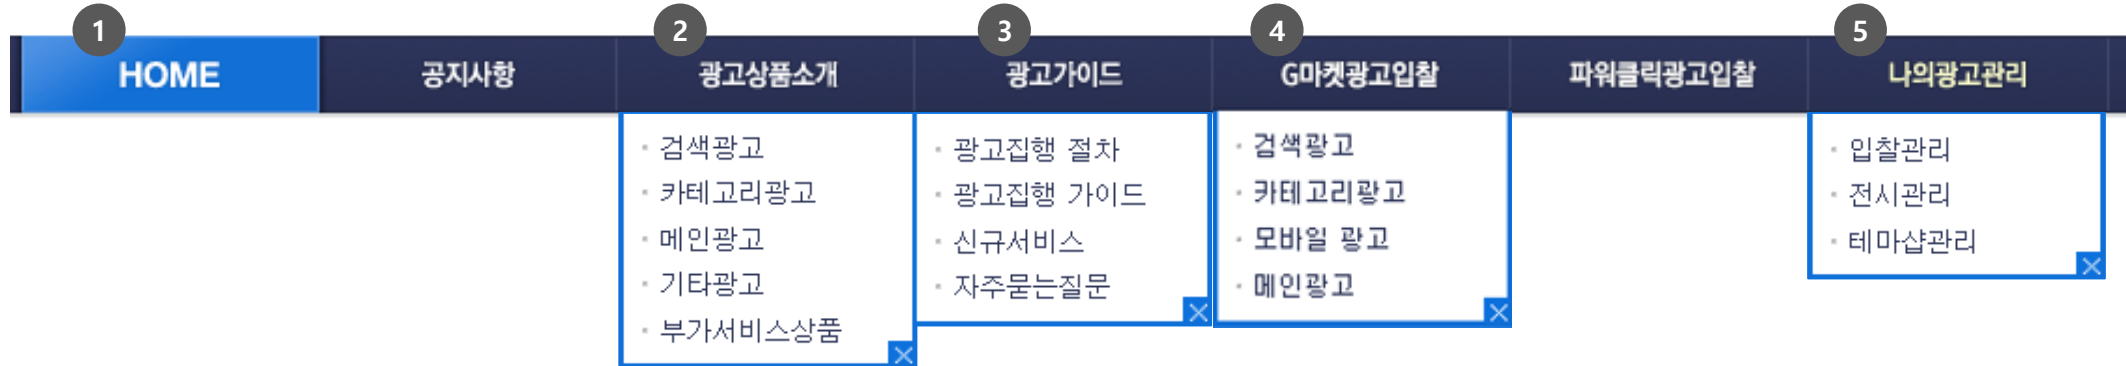 1 2 3 4 5
HOME 공지사항 광고상품소개 광고가이드 G마켓광고입찰 파워클릭광고입찰 나의광고관리
검색광고
카테고리광고
메인광고
기타광고
부가서비스상품
광고집행 절차
광고집행 가이드
신규서비스
자주묻는질문
검색광고
카테고리광고
모바일 광고
메인광고
입찰관리
전시관리
테마샵관리